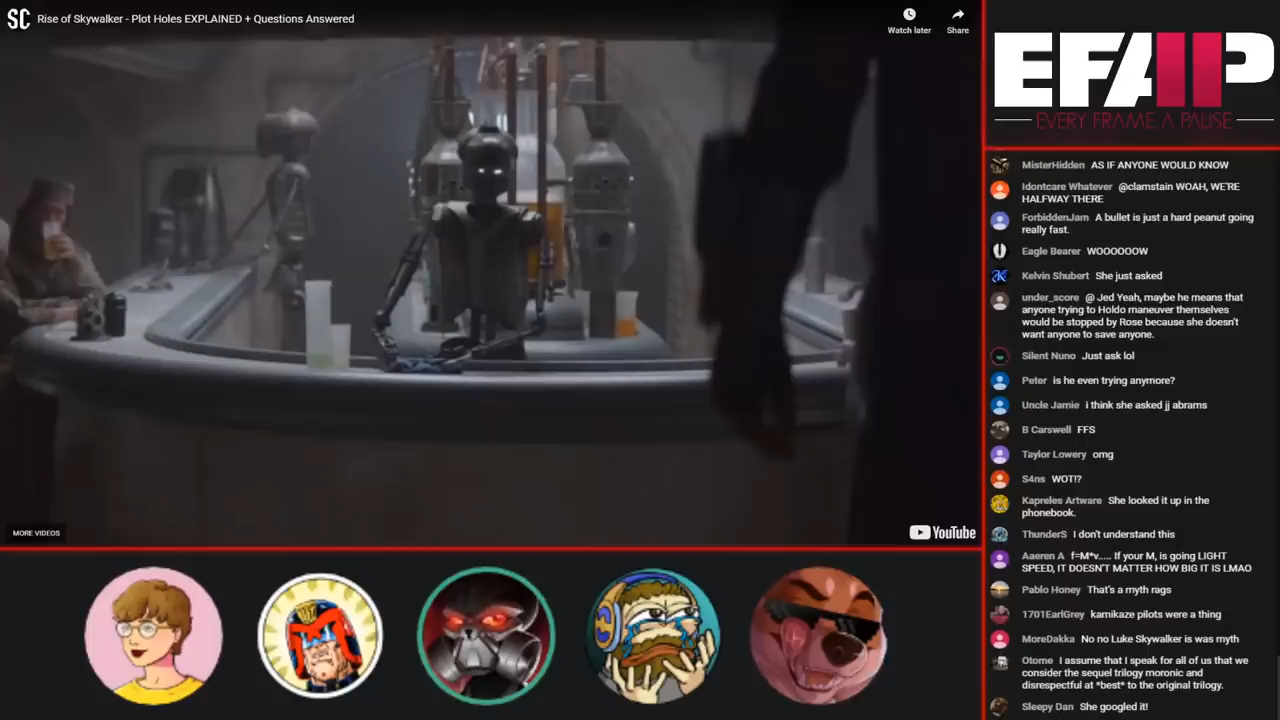 SC Rise of Skywalker - Plot Holes EXPLAINED + Questions Answered
Watch later
Share
MORE VIDEOS
YouTube
EFAP
EVERY FRAME A PAUSE
MisterHidden AS IF ANYONE WOULD KNOW
Idontcare Whatever @clamstain WOAH, WE'RE
HALFWAY THERE
ForbiddenJam A bullet is just a hard peanut going
really fast.
Eagle Bearer WOOOOOOW
Kelvin Shubert She just asked
under_score @ Jed Yeah, maybe he means that
anyone trying to Holdo maneuver themselves
would be stopped by Rose because she doesn't
want anyone to save anyone.
Silent Nuno Just ask lol
Peter is he even trying anymore?
Uncle Jamie i think she asked jj abrams
B Carswell FFS
Taylor Lowery omg
S4ns WOT!?
Kapreles Artware She looked it up in the
phonebook.
ThunderS I don't understand this
Aaeren A f=M*v..... If your M, is going LIGHT
SPEED, IT DOESN'T MATTER HOW BIG IT IS LMAO
Pablo Honey That's a myth rags
1701EarlGrey kamikaze pilots were a thing
MoreDakka No no Luke Skywalker is was myth
Otome I assume that I speak for all of us that we
consider the sequel trilogy moronic and
disrespectful at *best* to the original trilogy.
Sleepy Dan She googled it!